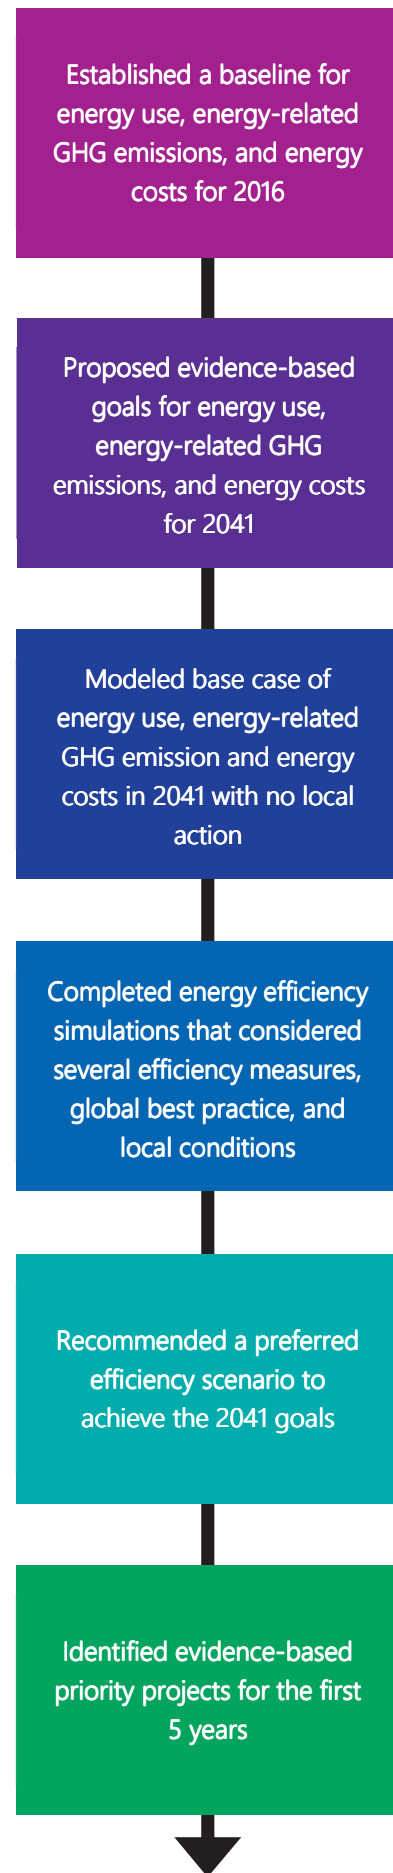 Established a baseline for
energy use, energy-related
GHG emissions, and energy
costs for 2016
Proposed evidence-based
goals for energy use,
energy-related GHG
emissions, and energy costs
for 2041
Modeled base case of
energy use, energy-related
GHG emission and energy
costs in 2041 with no local
action
Completed energy efficiency
simulations that considered
several efficiency measures,
global best practice, and
local conditions
Recommended a preferred
efficiency scenario to
achieve the 2041 goals
Identified evidence-based
priority projects for the first
5 years